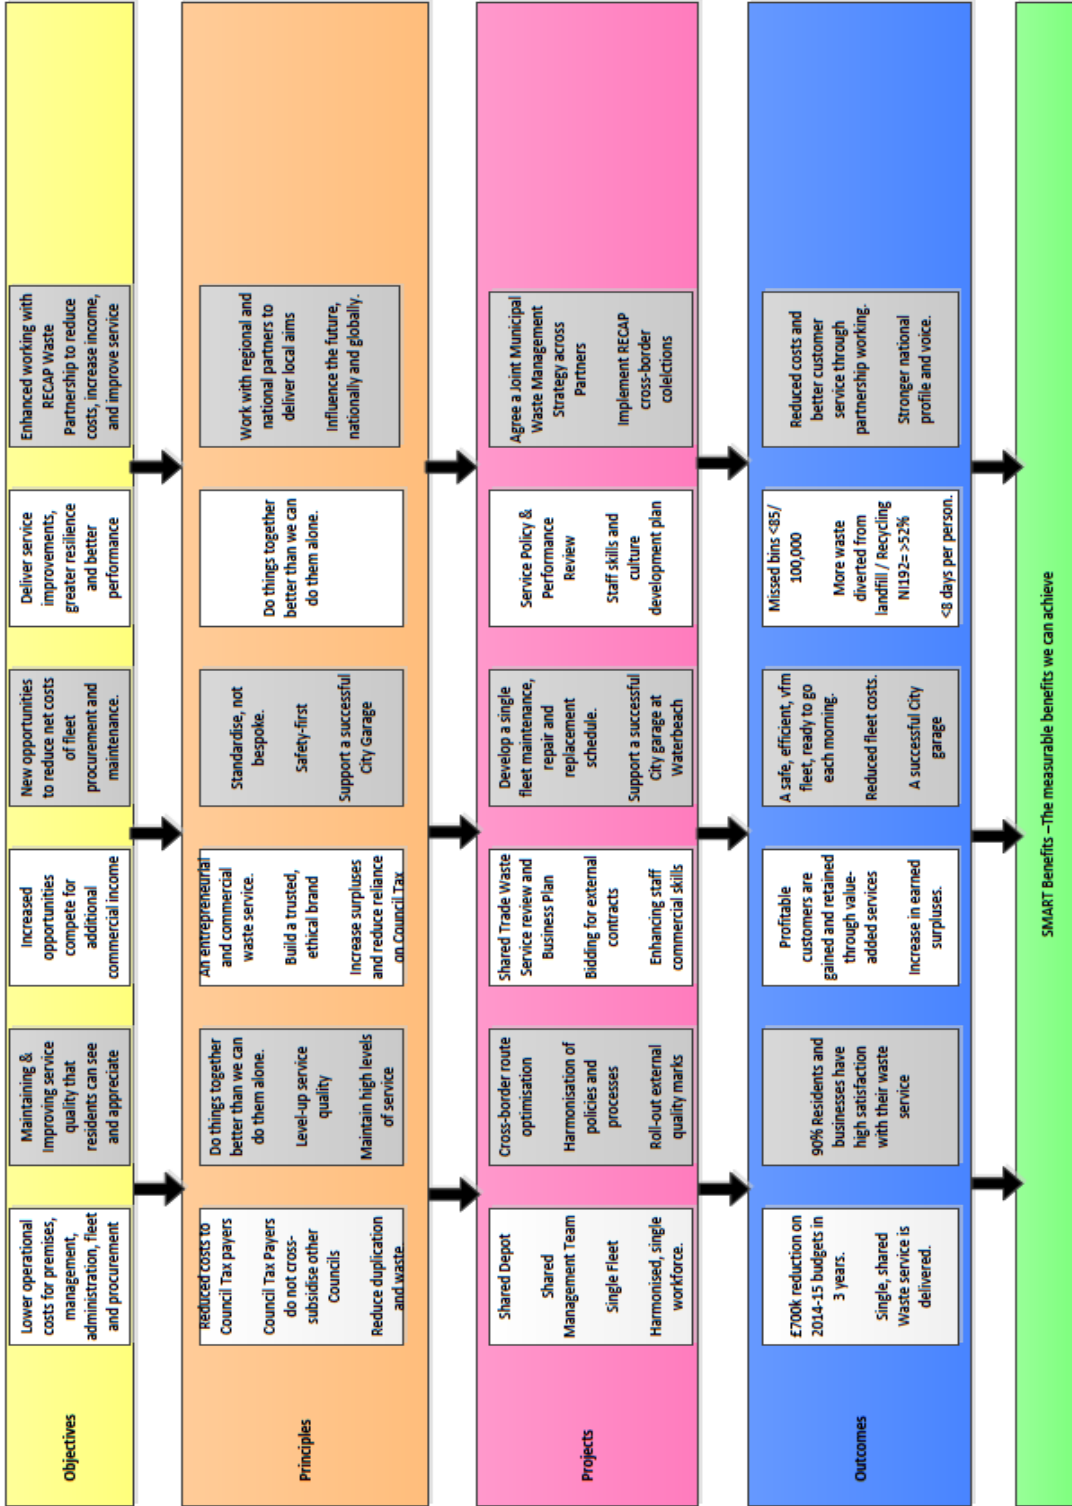 Objectives
Lower operational
costs for premises,
management,
administration, fleet
and procurement
Maintaining &
Improving service
quality that
residents can see
and appreciate
Increased
opportunities
compete for
additional
commercial income
New opportunities
to reduce net costs
of fleet
procurement and
maintenance.
Deliver service
improvements,
greater resilience
and better
performance
Enhanced working with
RECAP Waste
Partnership to reduce
costs, increase income,
and improve service
Principles
Reduced costs to
Council Tax payers
Council Tax Payers
do not cross-
subsidise other
Councils
Reduce duplication
and waste
Do things together
better than we can
do them alone.
Level-up service
quality
Maintain high levels
of service
An entrepreneurial
and commercial
waste service.
Build a trusted,
ethical brand
Increase surpluses
and reduce reliance
on Council Tax
Standardise, not
bespoke.
Safety-first
Support a successful
City Garage
Do things together
better than we can
do them alone.
Work with regional and
national partners to
deliver local aims
Influence the future,
nationally and globally.
Projects
Shared Depot
Shared
Management Team
Single Fleet
Harmonised, single
workforce.
Cross-border route
optimisation
Harmonisation of
policies and
processes
Roll-out external
quality marks
Shared Trade Waste
Service review and
Business Plan
Bidding for external
contracts
Enhancing staff
commercial skills
Develop a single
fleet maintenance,
repair and
replacement
schedule.
Support a successful
City garage at
Waterbeach
Service Policy &
Performance
Review
Staff skills and
culture
development plan
Agree a Joint Municipal
Waste Management
Strategy across
Partners
Implement RECAP
cross-border
colelctions
Outcomes
£700k reduction on
2014-15 budgets in
3 years.
Single, shared
Waste service is
delivered.
90% Residents and
businesses have
high satisfaction
with their waste
service
Profitable
customers are
gained and retained
through value-
added services
Increase in earned
surpluses.
A safe, efficient, vfm
fleet, ready to go
each morning.
Reduced fleet costs.
A successful City
garage
Missed bins <85/
100,000
More waste
diverted from
landfill / Recycling
NI192= >52%
<8 days per person.
Reduced costs and
better customer
service through
partnership working.
Stronger national
profile and voice.
SMART Benefits –The measurable benefits we can achieve